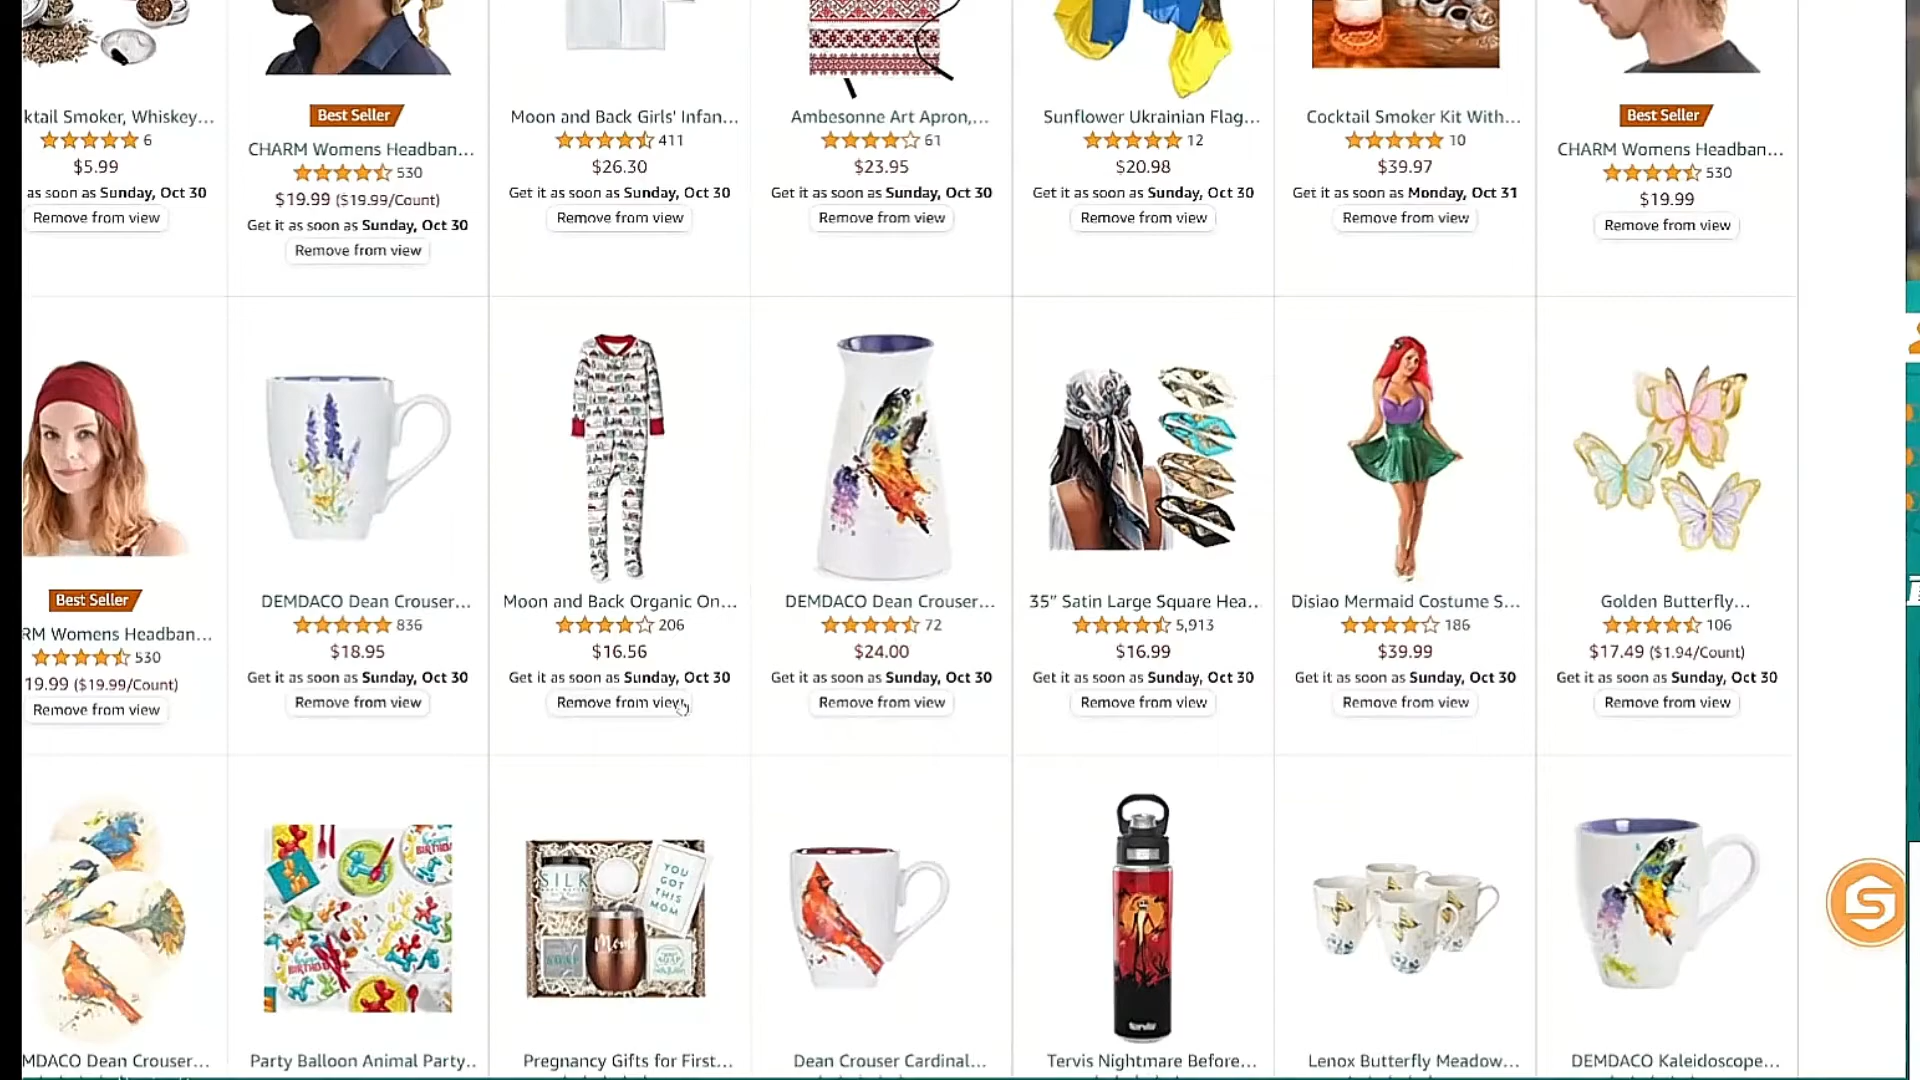 ktail Smoker, Whiskey...
6
$5.99
as soon as Sunday, Oct 30
Remove from view
Best Seller
CHARM Womens Headban...
530
$19.99 ($19.99/Count)
Get it as soon as Sunday, Oct 30
Remove from view
Moon and Back Girls' Infan...
411
$26.30
Get it as soon as Sunday, Oct 30
Remove from view
Ambesonne Art Apron,...
61
$23.95
Get it as soon as Sunday, Oct 30
Remove from view
Sunflower Ukrainian Flag...
12
$20.98
Get it as soon as Sunday, Oct 30
Remove from view
Cocktail Smoker Kit With...
10
$39.97
Get it as soon as Monday, Oct 31
Remove from view
Best Seller
CHARM Womens Headban...
530
$19.99
Remove from view
Best Seller
RM Womens Headban...
530
19.99 ($19.99/Count)
Remove from view
DEMDACO Dean Crouser...
836
$18.95
Get it as soon as Sunday, Oct 30
Remove from view
Moon and Back Organic On...
206
$16.56
Get it as soon as Sunday, Oct 30
Remove from view
DEMDACO Dean Crouser...
72
$24.00
Get it as soon as Sunday, Oct 30
Remove from view
35" Satin Large Square Hea...
5,913
$16.99
Get it as soon as Sunday, Oct 30
Remove from view
Disiao Mermaid Costume S...
186
$39.99
Get it as soon as Sunday, Oct 30
Remove from view
Golden Butterfly...
106
$17.49 ($1.94/Count)
Get it as soon as Sunday, Oct 30
Remove from view
SILK
YOU
GOT
THIS
MOM
Mom
MDACO Dean Crouser...
Party Balloon Animal Party...
Pregnancy Gifts for First...
Dean Crouser Cardinal...
Tervis Nightmare Before...
Lenox Butterfly Meadow...
DEMDACO Kaleidoscope...